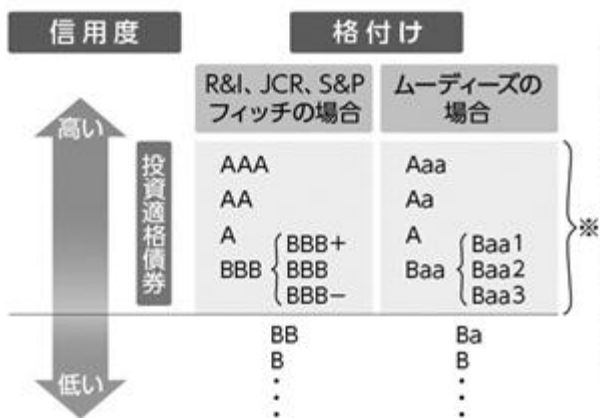 信用度
格付け
R&I、JCR、S&P
フィッチの場合
ムーディーズの
場合
高い
投資適格債券
AAA
Aaa
AA
Aa
A
A
BBB
BBB+
BBB
BBB−
Baa
Baa1
Baa2
Baa3
※
BB
Ba
B
B
低い